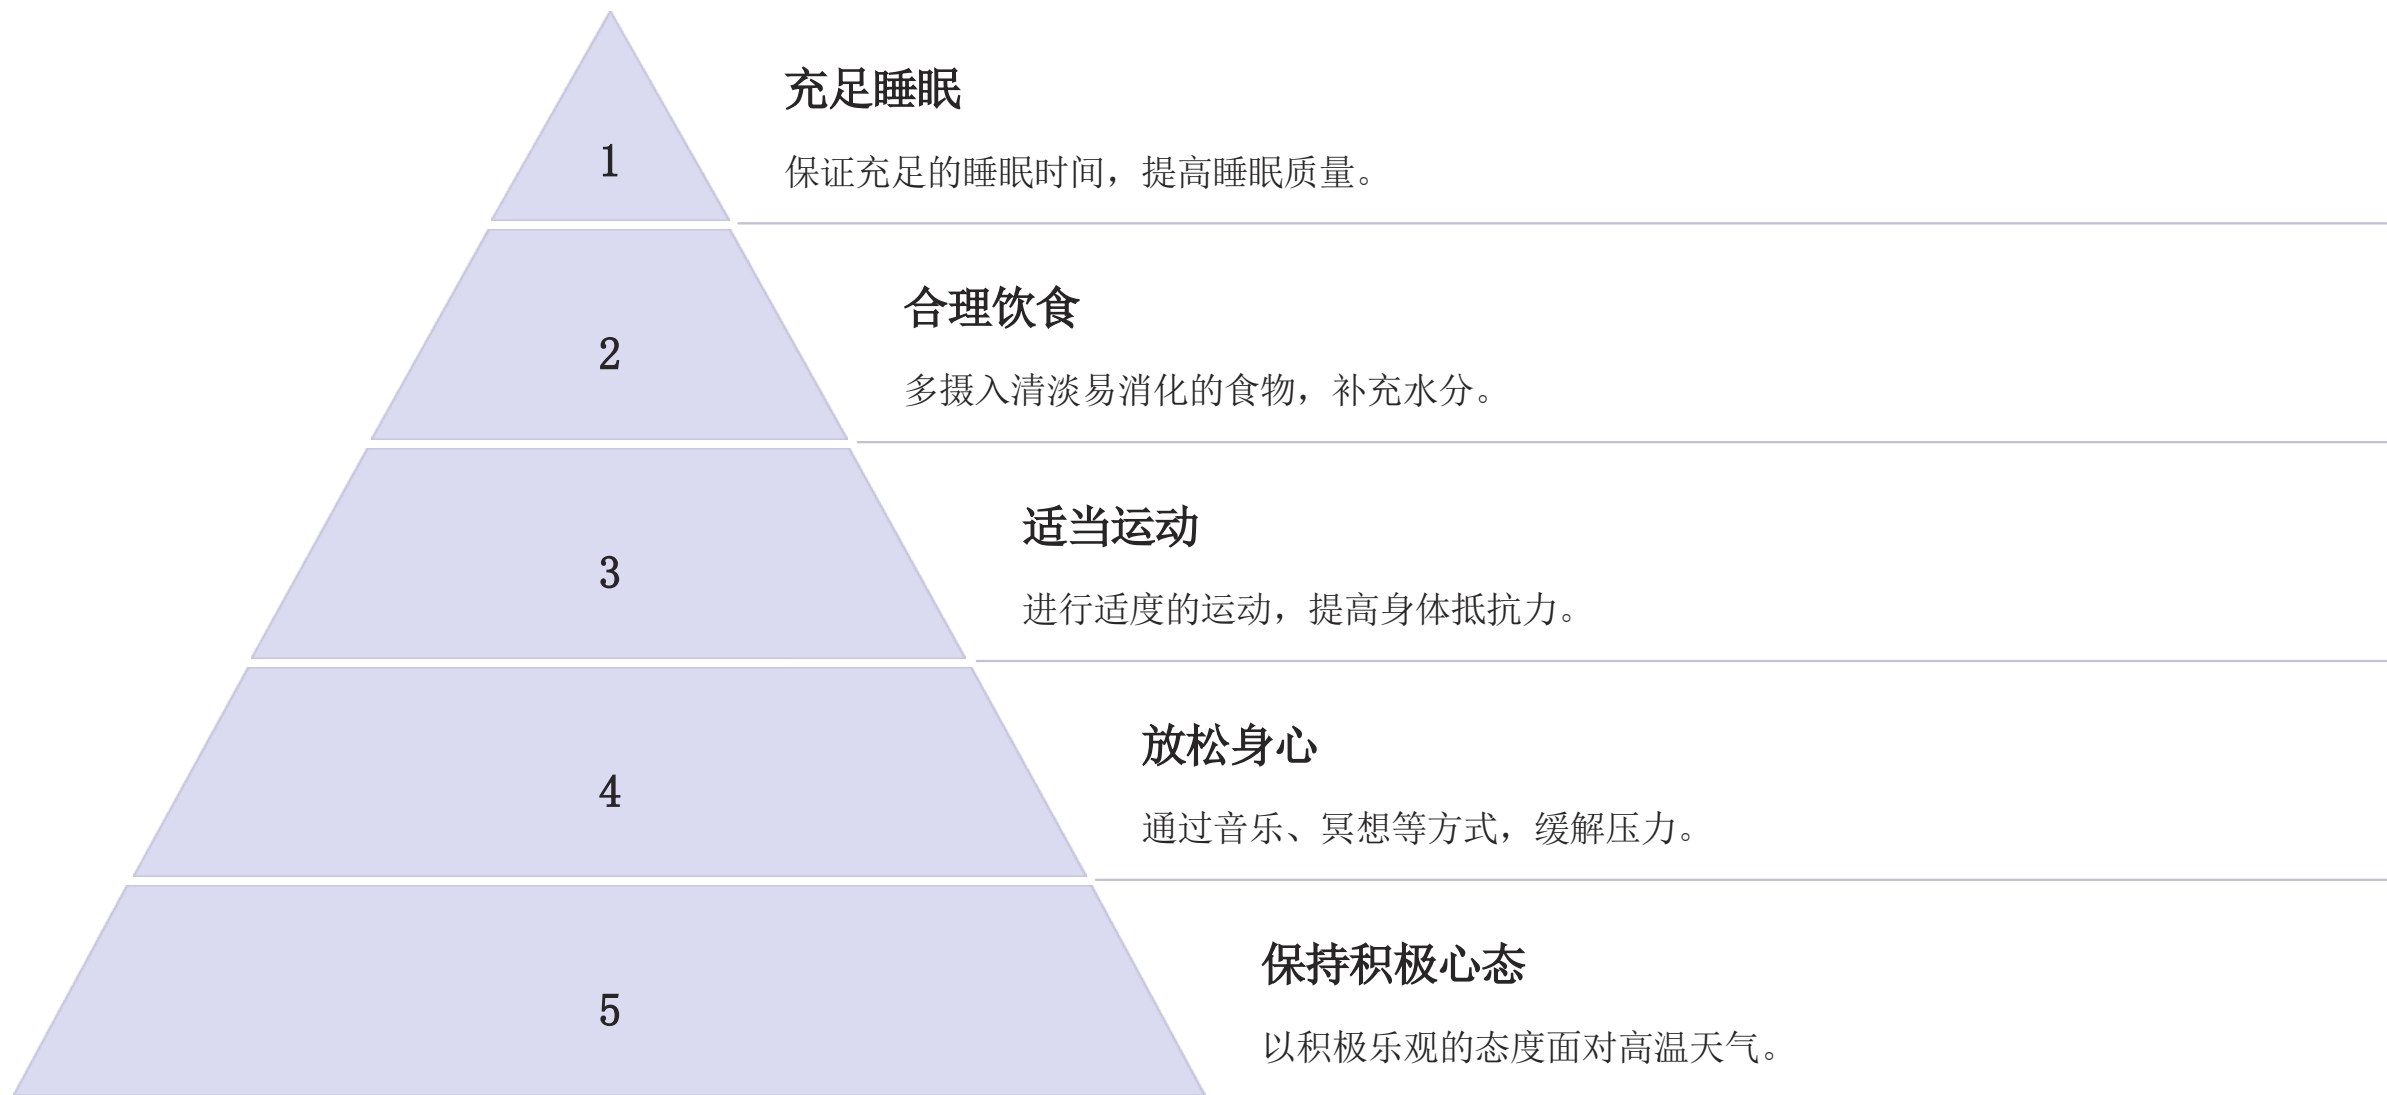 充足睡眠
1
保证充足的睡眠时间，提高睡眠质量。
合理饮食
2
多摄入清淡易消化的食物，补充水分。
适当运动
3
进行适度的运动，提高身体抵抗力。
放松身心
4
通过音乐、冥想等方式，缓解压力。
保持积极心态
5
以积极乐观的态度面对高温天气。